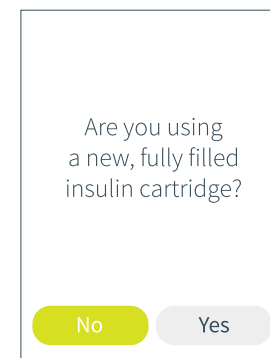 Are you using
a new, fully filled
insulin cartridge?
No Yes